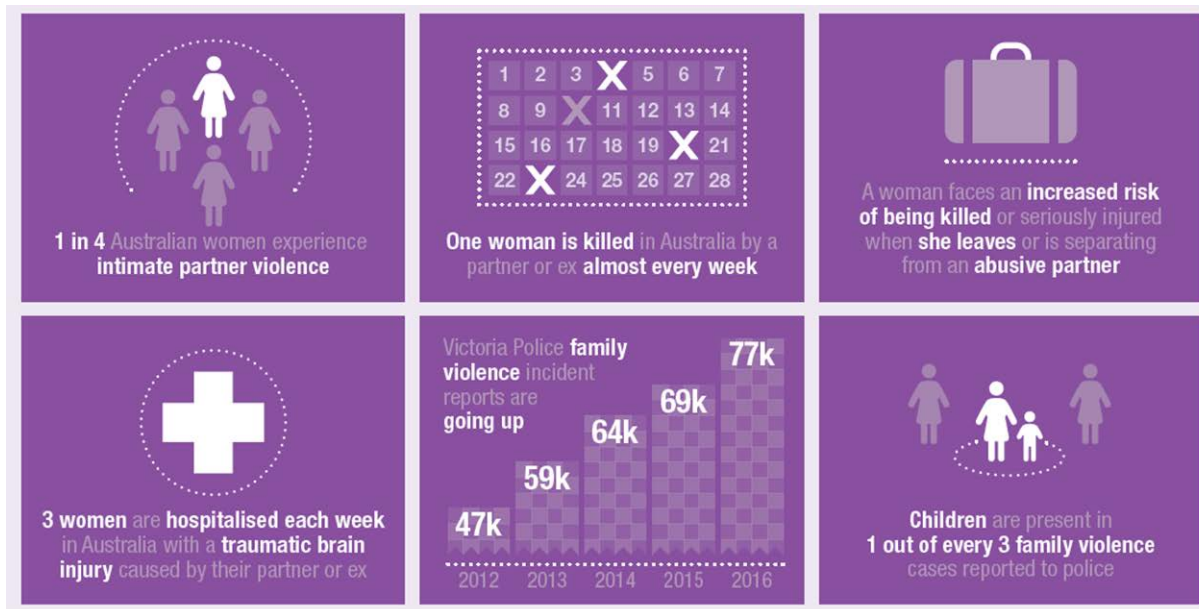 1 in 4 Australian women experience
intimate partner violence
1 2 3 X 5 6 7
8 9 X 11 12 13 14
15 16 17 18 19 X 21
22 X 24 25 26 27 28
One woman is killed in Australia by a
partner or ex almost every week
A woman faces an increased risk
of being killed or seriously injured
when she leaves or is separating
from an abusive partner
3 women are hospitalised each week
in Australia with a traumatic brain
injury caused by their partner or ex
Victoria Police family
violence incident
reports are
going up
47k
59k
64k
69k
77k
2012 2013 2014 2015 2016
Children are present in
1 out of every 3 family violence
cases reported to police